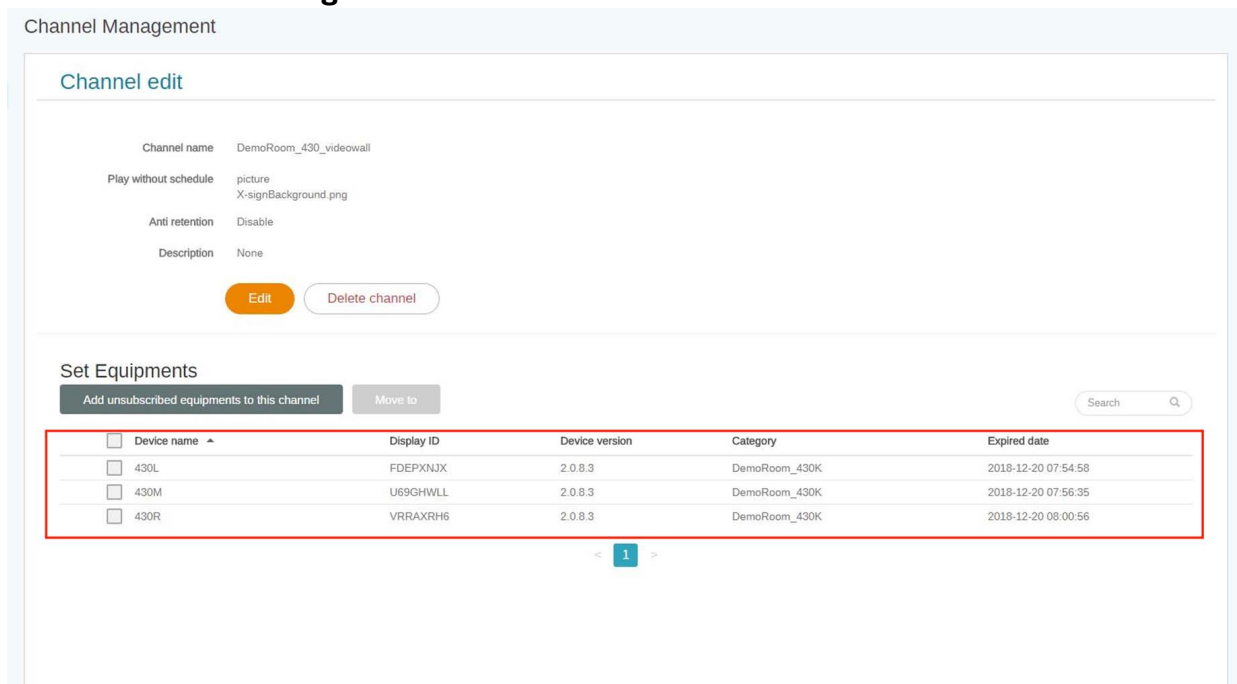 Channel Management
Channel edit
Channel name DemoRoom_430_videowall
Play without schedule picture
X-signBackground.png
Anti retention Disable
Description None
Edit Delete channel
Set Equipments
Add unsubscribed equipments to this channel Move to Search
Device name Display ID Device version Category Expired date
430L FDEPXNJX 2.0.8.3 DemoRoom_430K 2018-12-20 07:54:58
430M U69GHWLL 2.0.8.3 DemoRoom_430K 2018-12-20 07:56:35
430R VRRAXRH6 2.0.8.3 DemoRoom_430K 2018-12-20 08:00:56
< 1 >